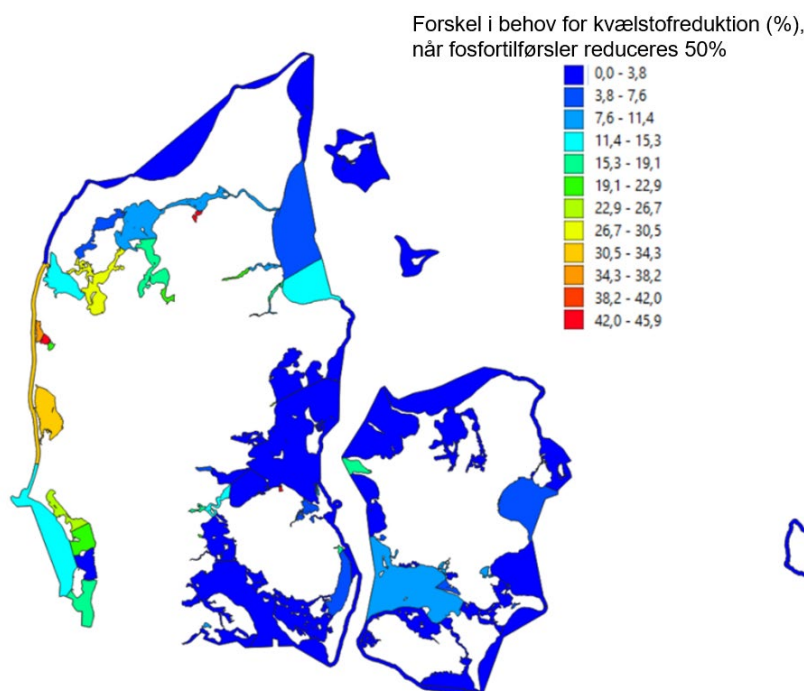 Forskel i behov for kvælstofreduktion (%),
når fosfortilførsler reduceres 50%
0,0 - 3,8
3,8 - 7,6
7,6 - 11,4
11,4 - 15,3
15,3 - 19,1
19,1 - 22,9
22,9 - 26,7
26,7 - 30,5
30,5 - 34,3
34,3 - 38,2
38,2 - 42,0
42,0 - 45,9